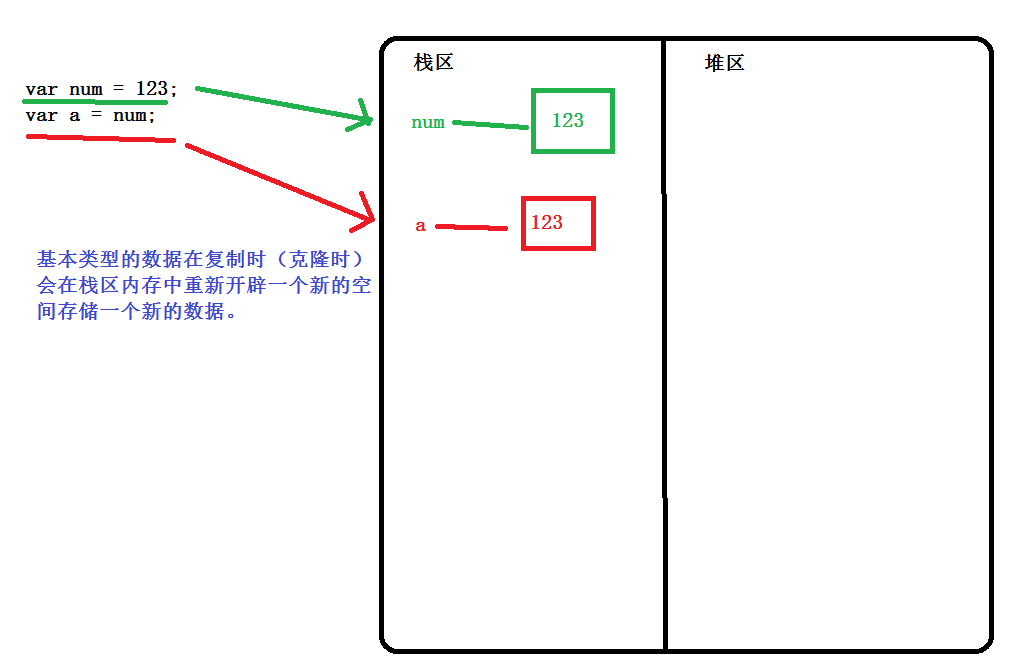 var num = 123;
var a = num;
基本类型的数据在复制时（克隆时）
会在栈区内存中重新开辟一个新的空
间存储一个新的数据。
栈区
堆区
num
123
a
123